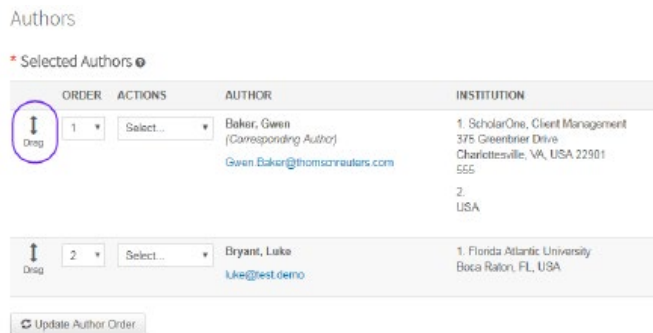 Authors
* Selected Authors
ORDER ACTIONS AUTHOR INSTITUTION
Drag 1 Select... Baker, Gwen 1. ScholarOne, Client Management
(Corresponding Author) 375 Greenbrier Drive
Gwen.Baker@thomsonreuters.com Charlottesville, VA, USA 22901
555
2.
USA
Drag 2 Select... Bryant, Luke 1. Florida Atlantic University
luke@test.demo Boca Raton, FL, USA
Update Author Order